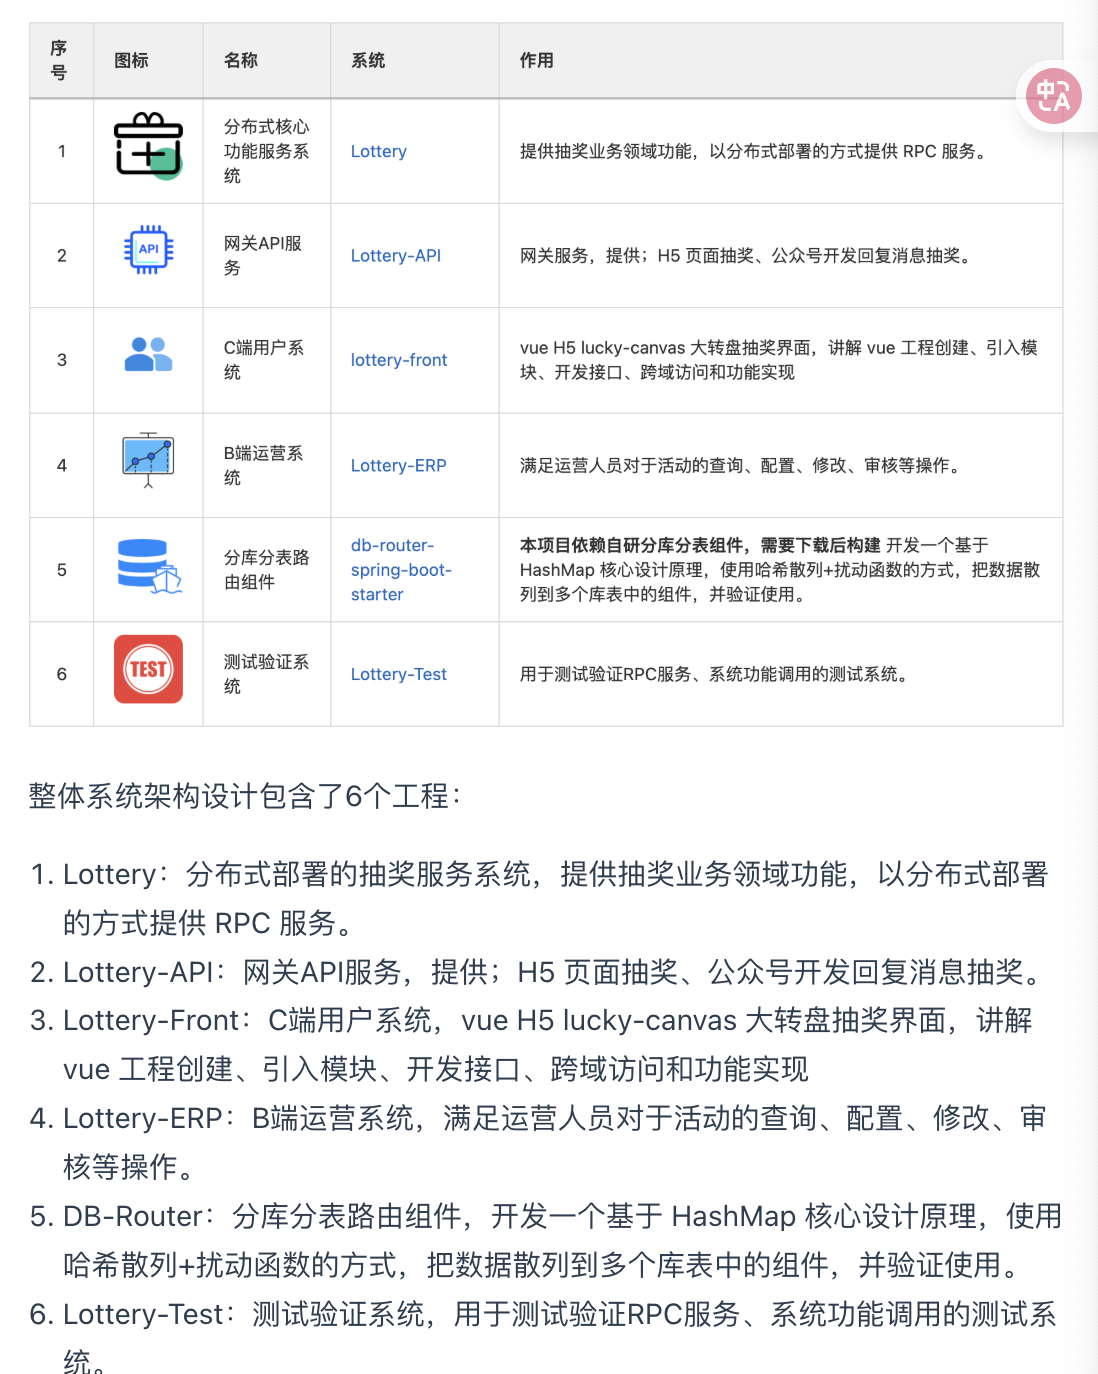 序号 图标 名称 系统 作用
1 分布式核心功能服务系统 Lottery 提供抽奖业务领域功能，以分布式部署的方式提供 RPC 服务。
2 API 网关API服务 Lottery-API 网关服务，提供；H5 页面抽奖、公众号开发回复消息抽奖。
3 C端用户系统 lottery-front vue H5 lucky-canvas 大转盘抽奖界面，讲解 vue 工程创建、引入模块、开发接口、跨域访问和功能实现
4 B端运营系统 Lottery-ERP 满足运营人员对于活动的查询、配置、修改、审核等操作。
5 分库分表路由组件 db-router-spring-boot-starter 本项目依赖自研分库分表组件，需要下载后构建 开发一个基于 HashMap 核心设计原理，使用哈希散列+扰动函数的方式，把数据散列到多个库表中的组件，并验证使用。
6 TEST 测试验证系统 Lottery-Test 用于测试验证RPC服务、系统功能调用的测试系统。
中A
整体系统架构设计包含了6个工程：
1. Lottery：分布式部署的抽奖服务系统，提供抽奖业务领域功能，以分布式部署
的方式提供 RPC 服务。
2. Lottery-API：网关API服务，提供；H5 页面抽奖、公众号开发回复消息抽奖。
3. Lottery-Front：C端用户系统，vue H5 lucky-canvas 大转盘抽奖界面，讲解
vue 工程创建、引入模块、开发接口、跨域访问和功能实现
4. Lottery-ERP：B端运营系统，满足运营人员对于活动的查询、配置、修改、审
核等操作。
5. DB-Router：分库分表路由组件，开发一个基于 HashMap 核心设计原理，使用
哈希散列+扰动函数的方式，把数据散列到多个库表中的组件，并验证使用。
6. Lottery-Test：测试验证系统，用于测试验证RPC服务、系统功能调用的测试系
统。